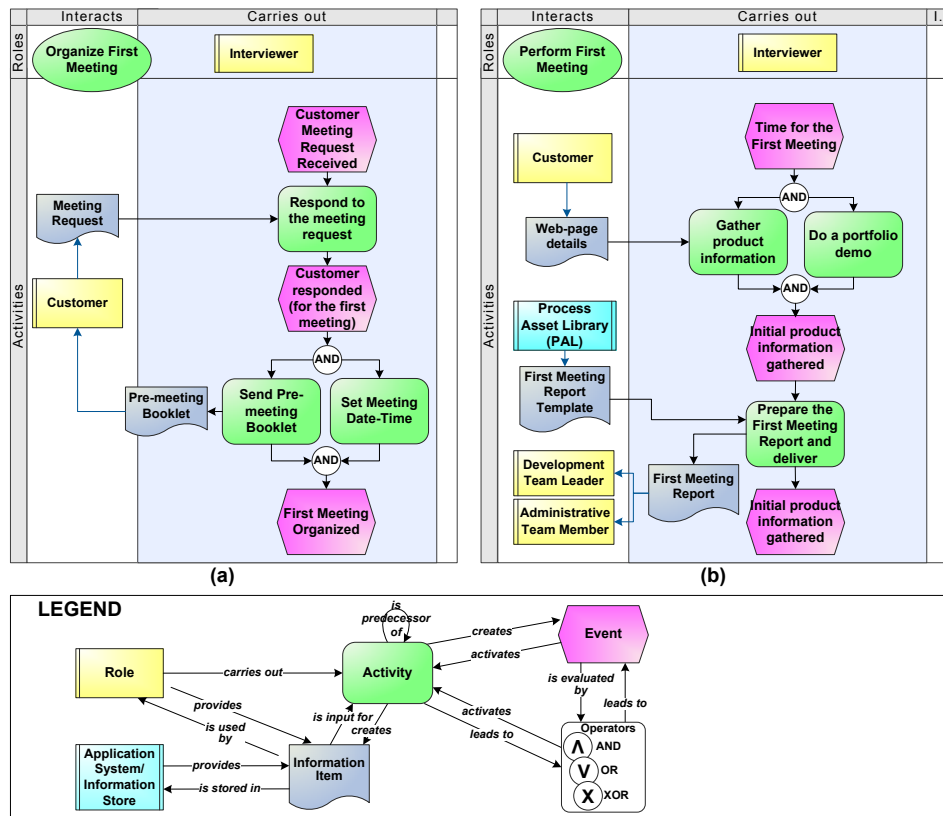 Interacts
Carries out
Roles
Organize First
Meeting
Interviewer
Activities
Customer
Meeting
Request
Received
Meeting
Request
Respond to
the meeting
request
Customer
Customer
responded
(for the first
meeting)
AND
Pre-meeting
Booklet
Send Pre-
meeting
Booklet
Set Meeting
Date-Time
AND
First Meeting
Organized
(a)
Interacts
Carries out
I.
Roles
Perform First
Meeting
Interviewer
Activities
Time for the
First Meeting
Customer
AND
Web-page
details
Gather
product
information
Do a portfolio
demo
AND
Process
Asset Library
(PAL)
Initial product
information
gathered
First Meeting
Report
Template
Prepare the
First Meeting
Report and
deliver
Development
Team Leader
First Meeting
Report
Administrative
Team Member
Initial product
information
gathered
(b)
LEGEND
is
predecessor
of
creates
Event
activates
Role
carries out
Activity
is evaluated
by
leads to
provides
is used
by
is input for
creates
activates
leads to
Operators
Λ AND
V OR
X XOR
Application
System/
Information
Store
provides
is stored in
Information
Item